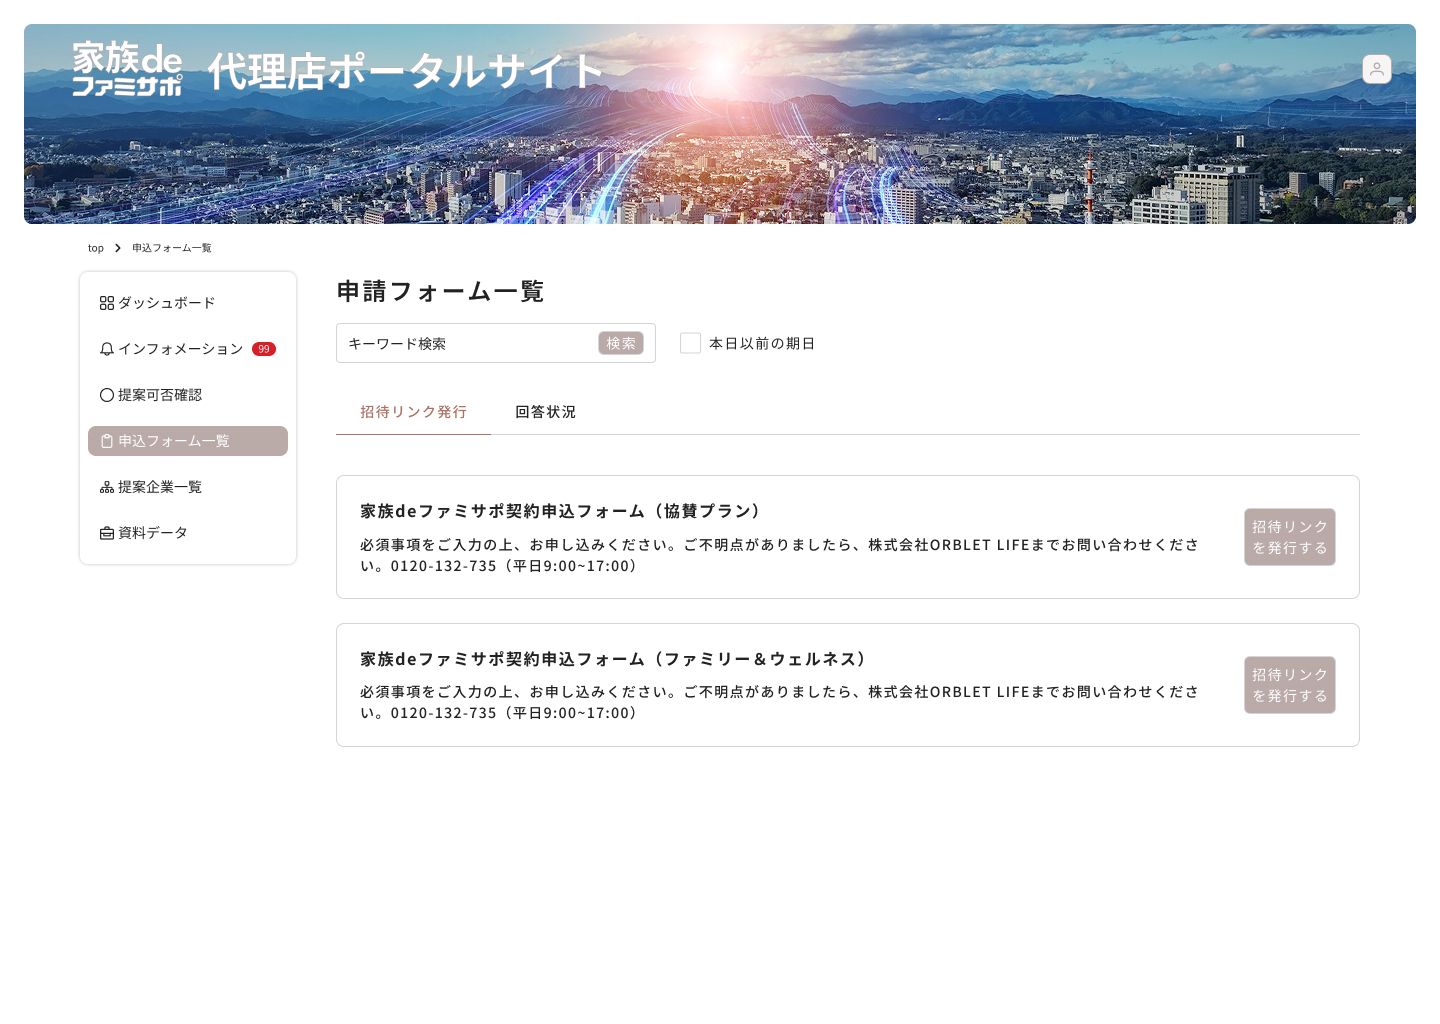 家族de
ファミサポ
代理店ポータルサイト
top
申込フォーム一覧
ダッシュボード
インフォメーション 99
提案可否確認
申込フォーム一覧
提案企業一覧
資料データ
申請フォーム一覧
キーワード検索 検索
本日以前の期日
招待リンク発行 回答状況
家族deファミサポ契約申込フォーム（協賛プラン）
必須事項をご入力の上、お申し込みください。ご不明点がありましたら、株式会社ORBLET LIFEまでお問い合わせくださ
い。0120-132-735（平日9:00~17:00）
招待リンク
を発行する
家族deファミサポ契約申込フォーム（ファミリー＆ウェルネス）
必須事項をご入力の上、お申し込みください。ご不明点がありましたら、株式会社ORBLET LIFEまでお問い合わせくださ
い。0120-132-735（平日9:00~17:00）
招待リンク
を発行する